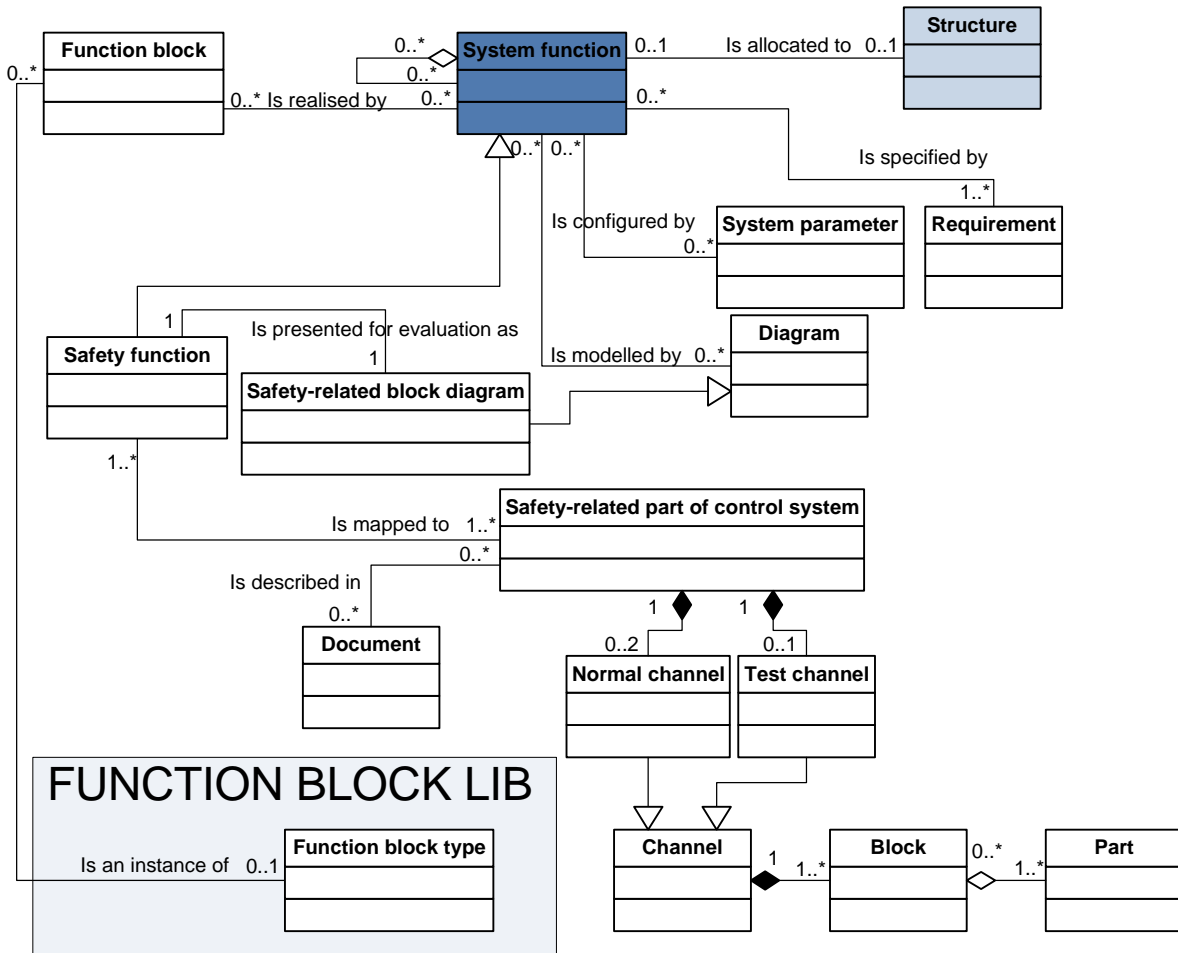 Function block
System function
Structure
0..*
0..1
Is allocated to
0..1
0..*
0..*
0..*
Is realised by
0..*
0..*
0..*
0..*
Is specified by
1..*
Is configured by
0..*
System parameter
Requirement
1
Is presented for evaluation as
1
Diagram
Is modelled by
0..*
Safety function
Safety-related block diagram
1..*
Safety-related part of control system
Is mapped to
1..*
0..*
Is described in
0..*
1
1
0..2
0..1
Document
Normal channel
Test channel
FUNCTION BLOCK LIB
Function block type
Is an instance of
0..1
Channel
1
1..*
Block
0..*
1..*
Part